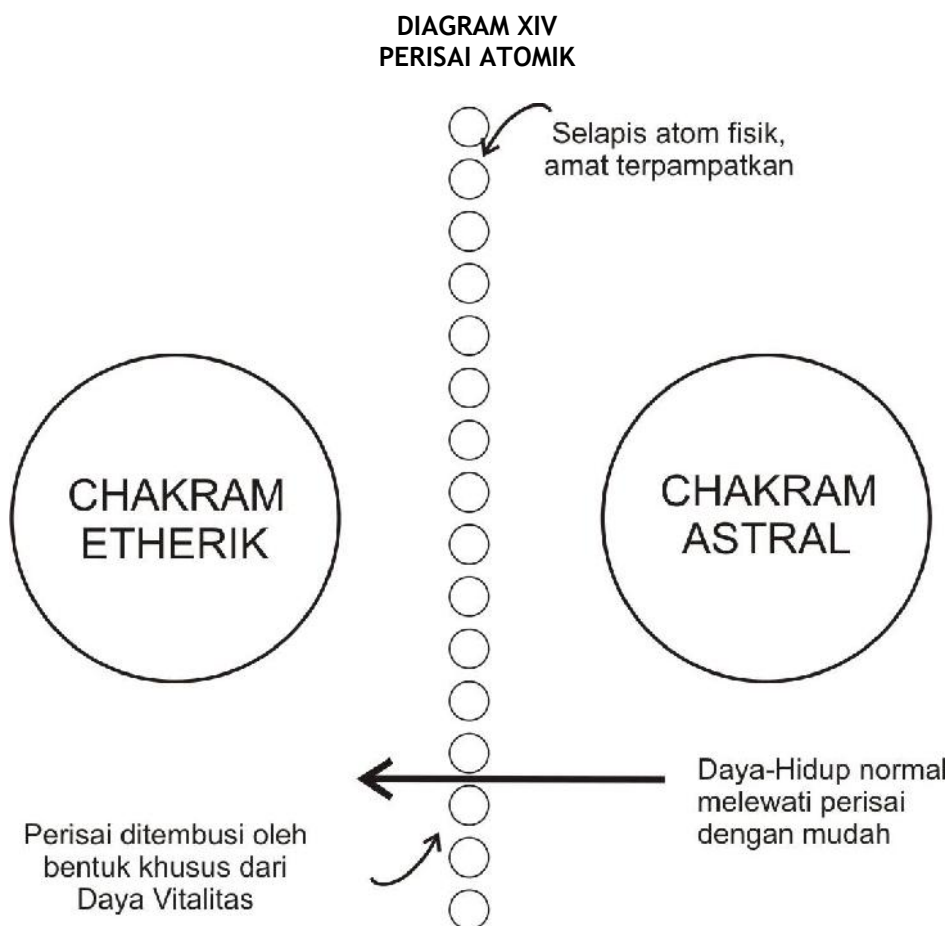 DIAGRAM XIV
PERISAI ATOMIK
Selapis atom fisik,
amat terpampatkan
CHAKRAM
ETHERIK
CHAKRAM
ASTRAL
Daya-Hidup normal
melewati perisai
dengan mudah
Perisai ditembusi oleh
bentuk khusus dari
Daya Vitalitas